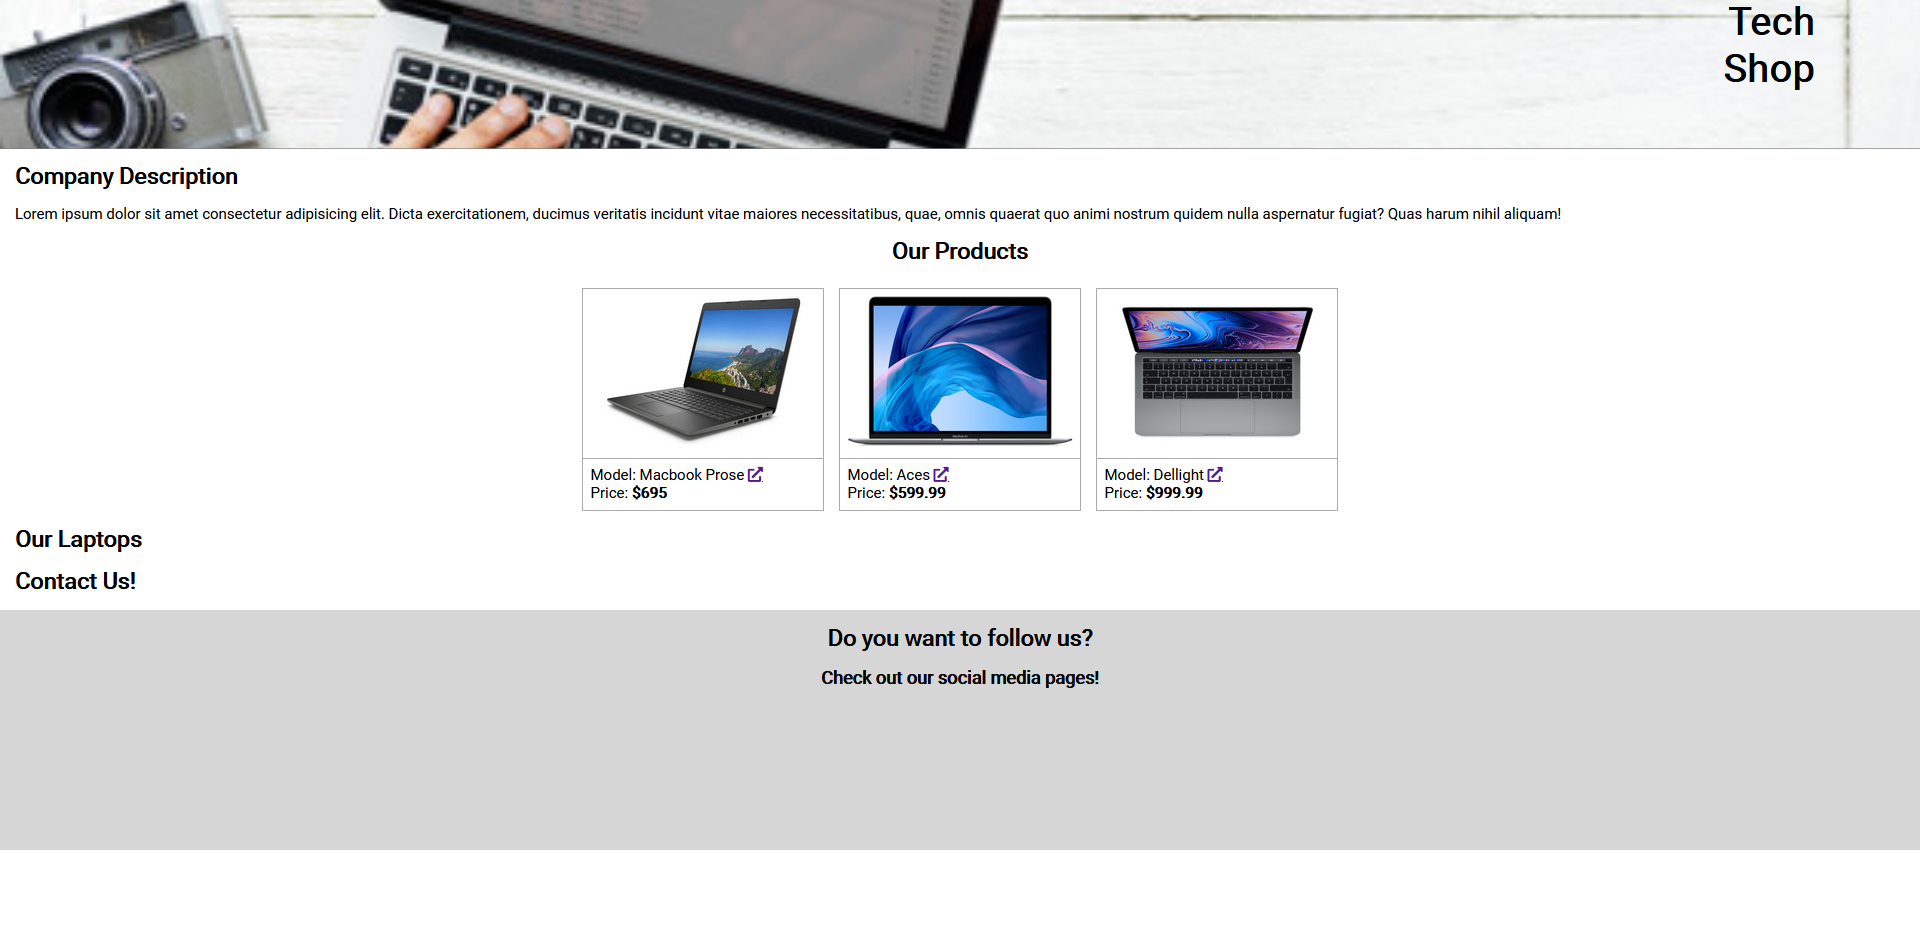 Tech
Shop
Company Description
Lorem ipsum dolor sit amet consectetur adipisicing elit. Dicta exercitationem, ducimus veritatis incidunt vitae maiores necessitatibus, quae, omnis quaerat quo animi nostrum quidem nulla aspernatur fugiat? Quas harum nihil aliquam!
Our Products
Model: Macbook Prose
Price: $695
Model: Aces
Price: $599.99
Model: Dellight
Price: $999.99
Our Laptops
Contact Us!
Do you want to follow us?
Check out our social media pages!